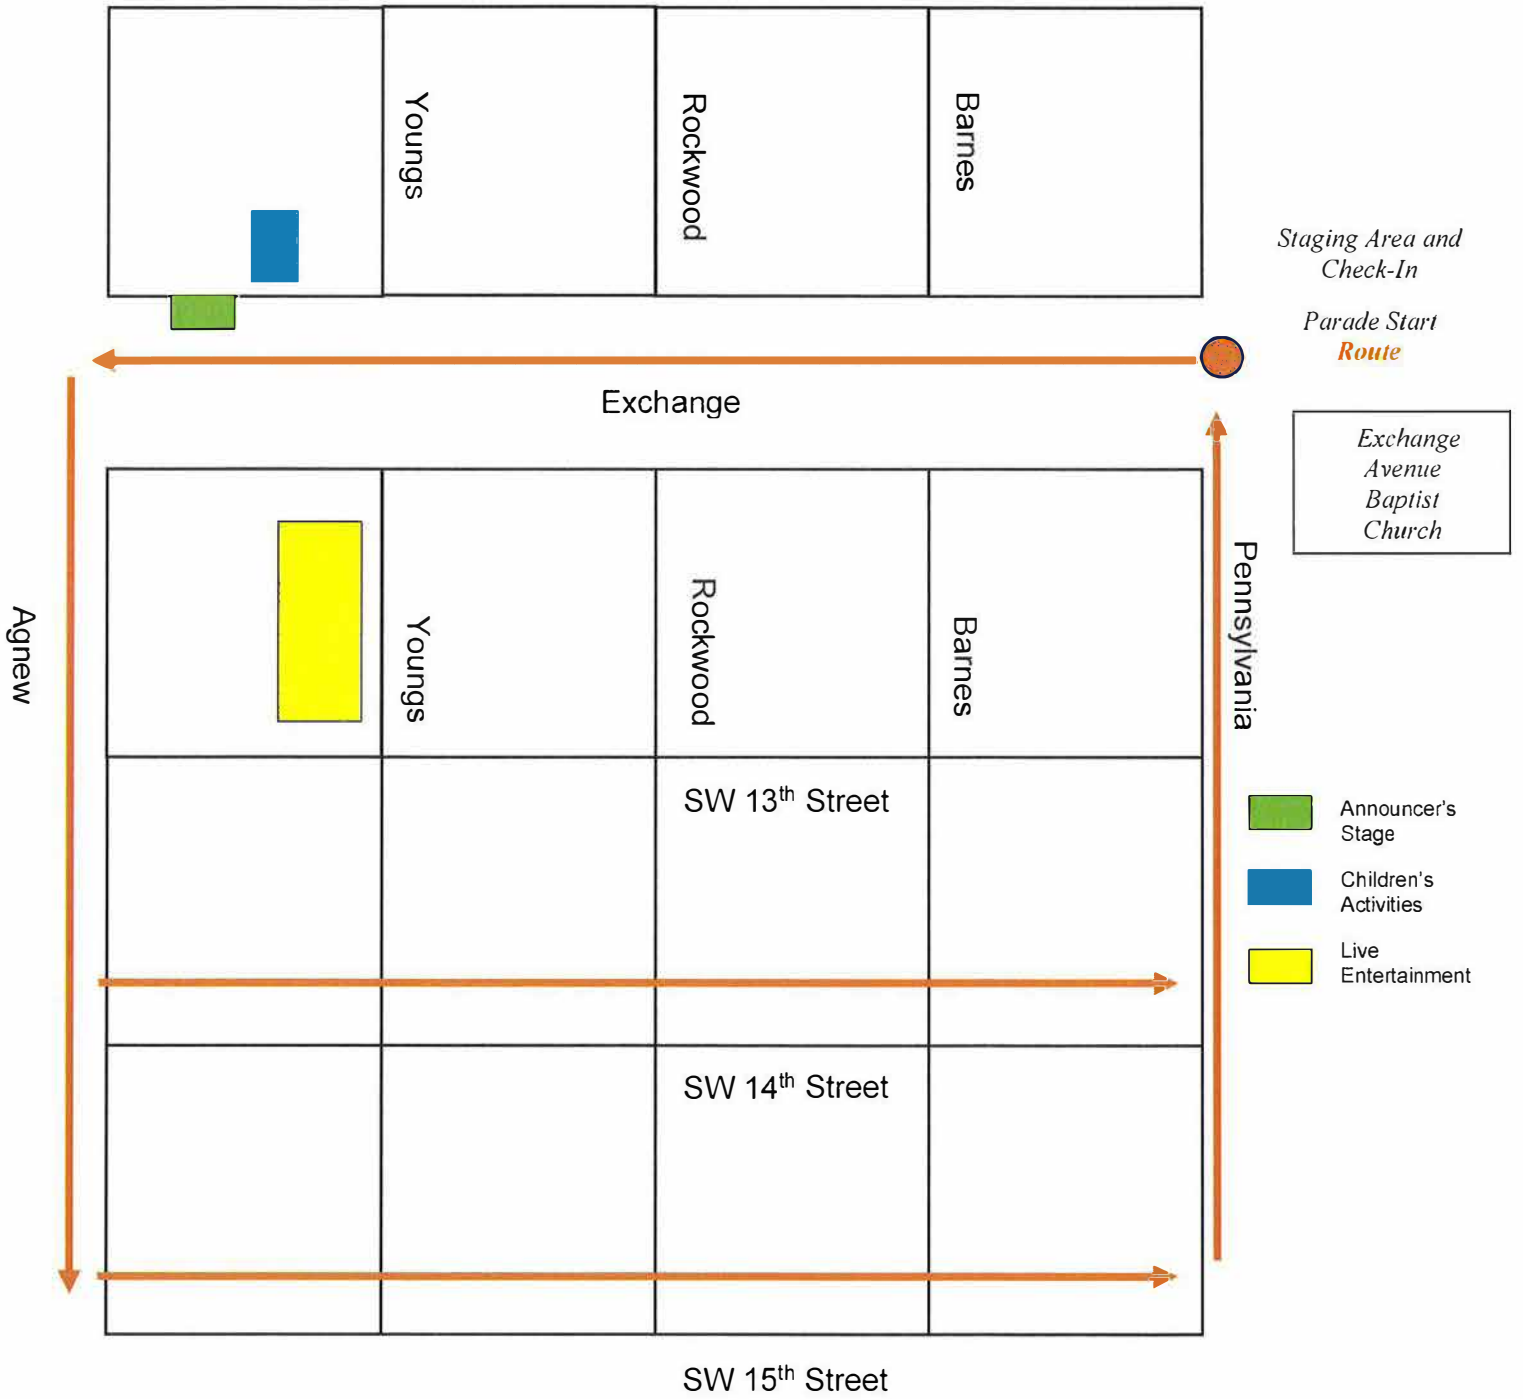 Youngs
Rockwood
Barnes
Staging Area and
Check-In
Parade Start
Route
Exchange
Exchange
Avenue
Baptist
Church
Agnew
Youngs
Rockwood
Barnes
Pennsylvania
SW 13th Street
Announcer's
Stage
Children's
Activities
Live
Entertainment
SW 14th Street
SW 15th Street